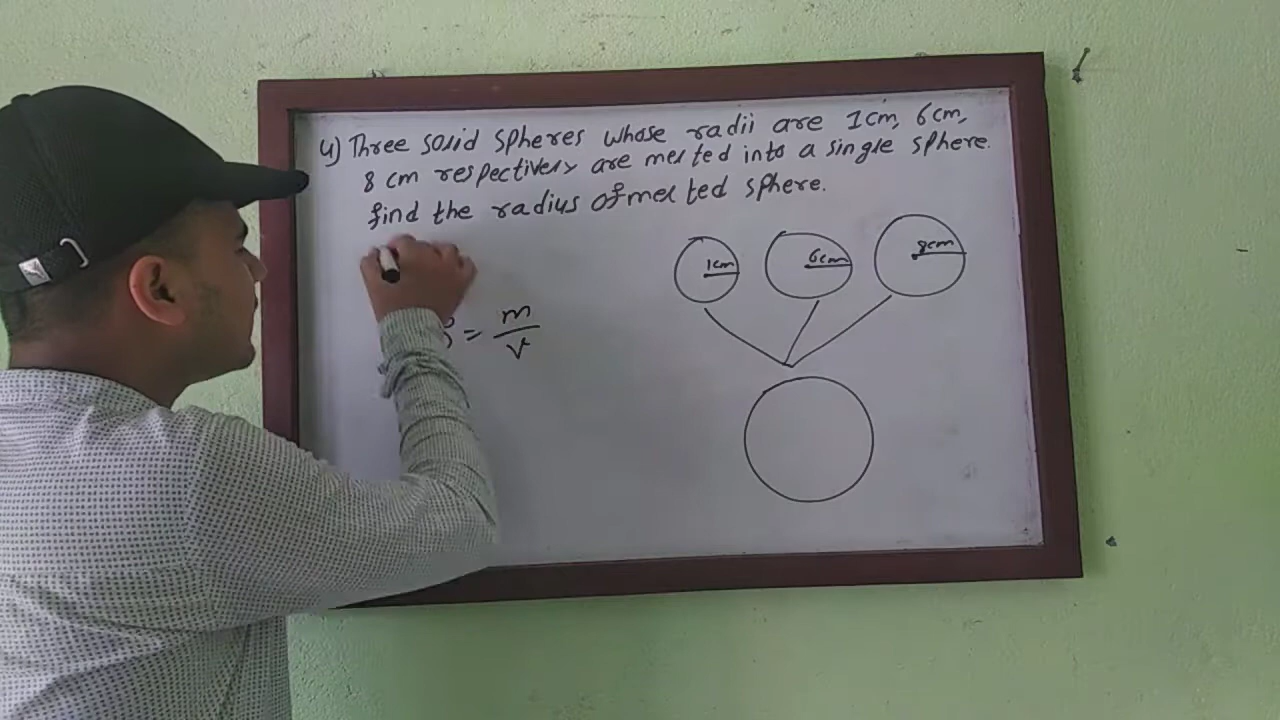 4) Three solid spheres whose radii are 1cm, 6cm,
8 cm respectively are melted into a single sphere.
find the radius of melted sphere.
1cm 6cm 8cm
= m
v